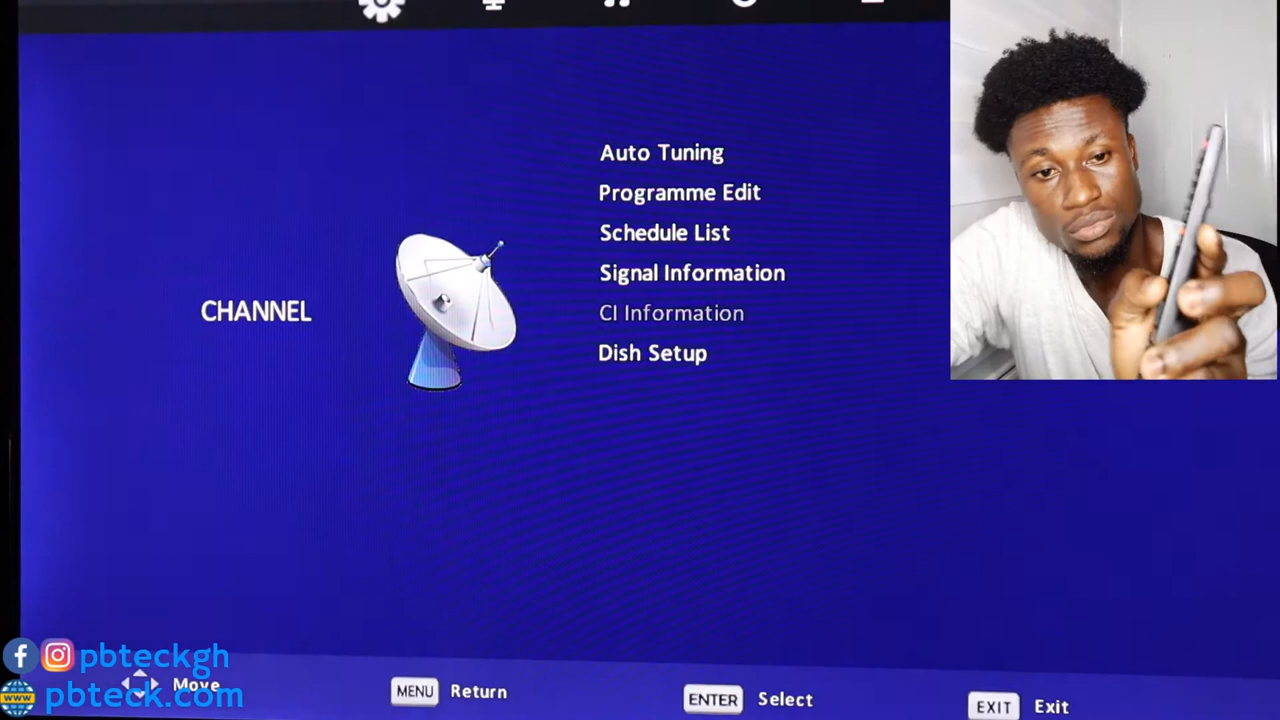 Auto Tuning
Programme Edit
Schedule List
Signal Information
CI Information
Dish Setup
CHANNEL
pbteckgh
www pbteck.com
Move
MENU Return
ENTER Select
EXIT Exit